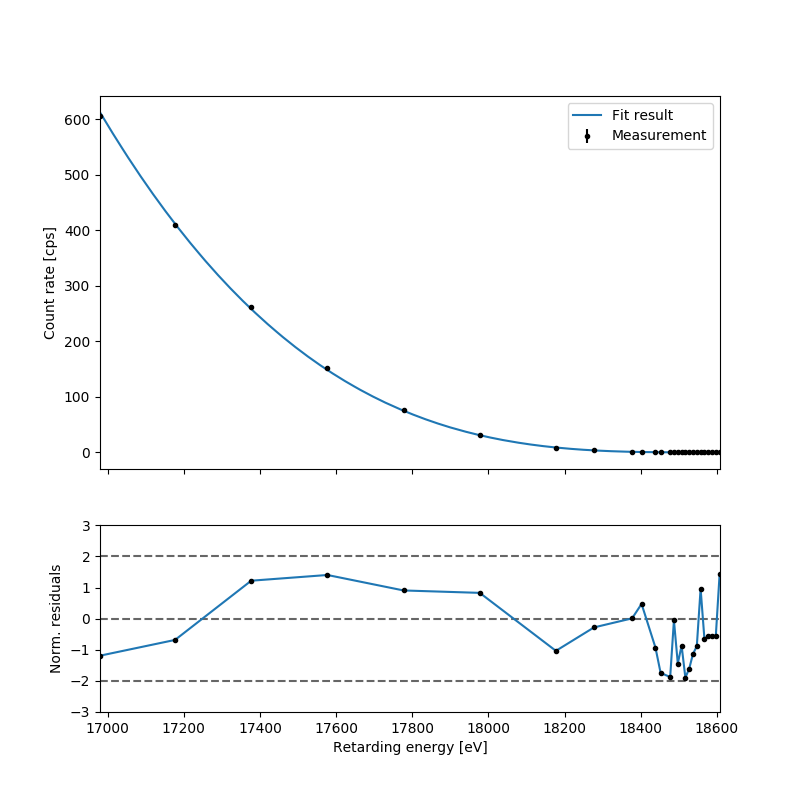 600
500
400
300
200
100
0
Count rate [cps]
Fit result
Measurement
3
2
1
0
−1
−2
−3
Norm. residuals
17000 17200 17400 17600 17800 18000 18200 18400 18600
Retarding energy [eV]